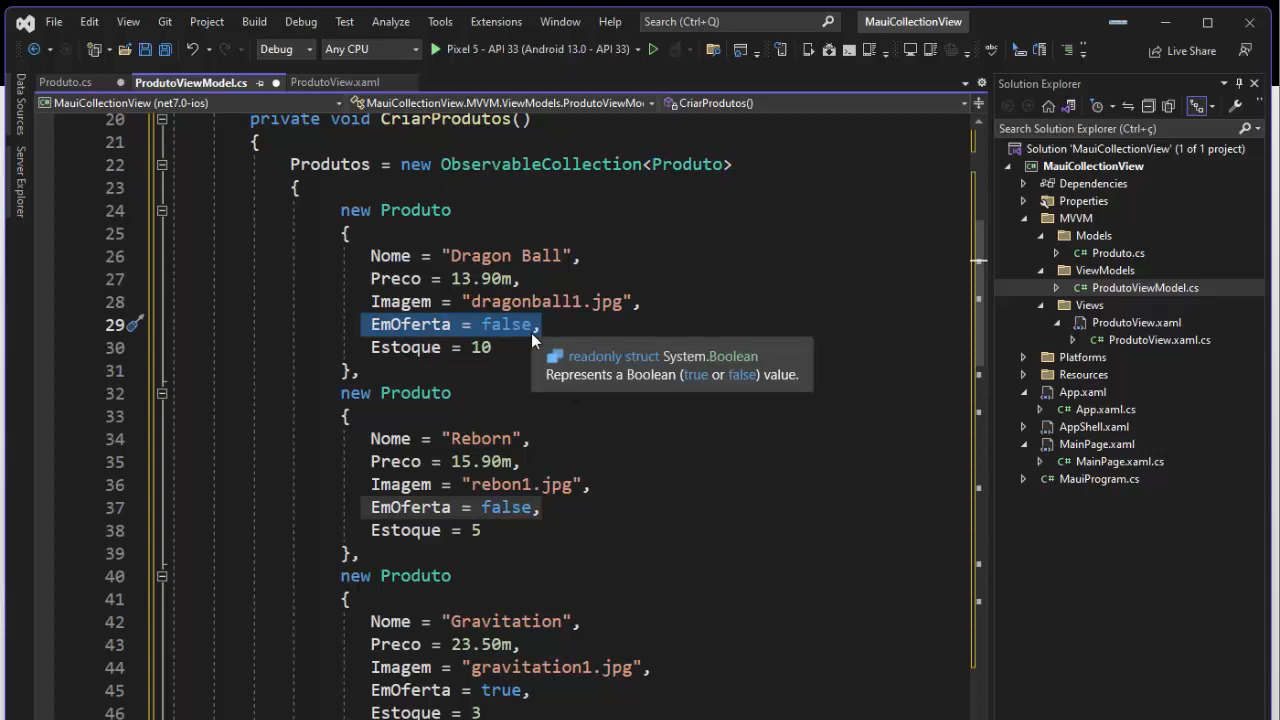 File Edit View Git Project Build Debug Test Analyze Tools Extensions Window Help Search (Ctrl+Q) MauiCollectionView
Debug Any CPU Pixel 5 - API 33 (Android 13.0 - API 33) Live Share
Data Sources
Server Explorer
Produto.cs ProdutoViewModel.cs ProdutoView.xaml
MauiCollectionView (net7.0-ios) MauiCollectionView.MVVM.ViewModels.ProdutoViewMo CriarProdutos()
20 private void CriarProdutos()
21 {
22 Produtos = new ObservableCollection<Produto>
23 {
24 new Produto
25 {
26 Nome = "Dragon Ball",
27 Preco = 13.90m,
28 Imagem = "dragonball1.jpg",
29 EmOferta = false,
30 Estoque = 10
31 },
32 new Produto
33 {
34 Nome = "Reborn",
35 Preco = 15.90m,
36 Imagem = "rebon1.jpg",
37 EmOferta = false,
38 Estoque = 5
39 },
40 new Produto
41 {
42 Nome = "Gravitation",
43 Preco = 23.50m,
44 Imagem = "gravitation1.jpg",
45 EmOferta = true,
46 Estoque = 3
readonly struct System.Boolean
Represents a Boolean (true or false) value.
Solution Explorer
Search Solution Explorer (Ctrl+ç)
Solution 'MauiCollectionView' (1 of 1 project)
MauiCollectionView
Dependencies
Properties
MVVM
Models
C# Produto.cs
ViewModels
C# ProdutoViewModel.cs
Views
ProdutoView.xaml
C# ProdutoView.xaml.cs
Platforms
Resources
App.xaml
C# App.xaml.cs
AppShell.xaml
MainPage.xaml
C# MainPage.xaml.cs
C# MauiProgram.cs